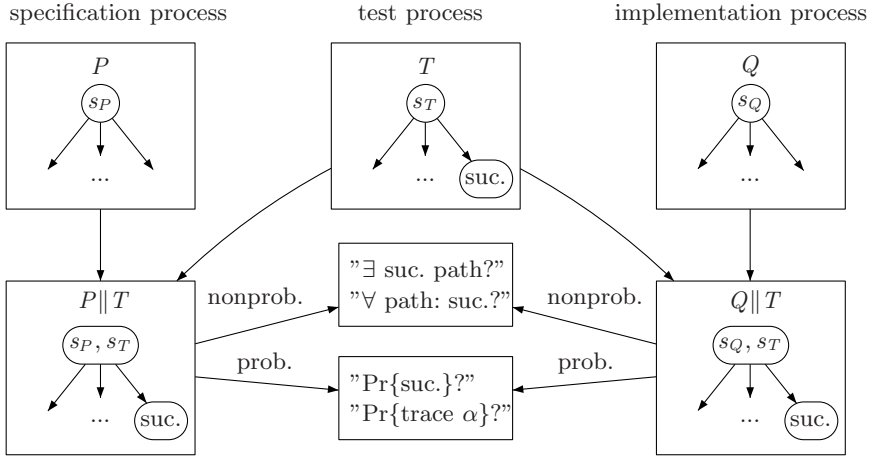 specification process
test process
implementation process
P
T
Q
s_P
s_T
s_Q
...
...
suc.
...
"∃ suc. path?"
"∀ path: suc.?"
P∥T
nonprob.
nonprob.
Q∥T
s_P, s_T
s_Q, s_T
prob.
prob.
"Pr{suc.}?"
"Pr{trace α}?"
...
suc.
...
suc.